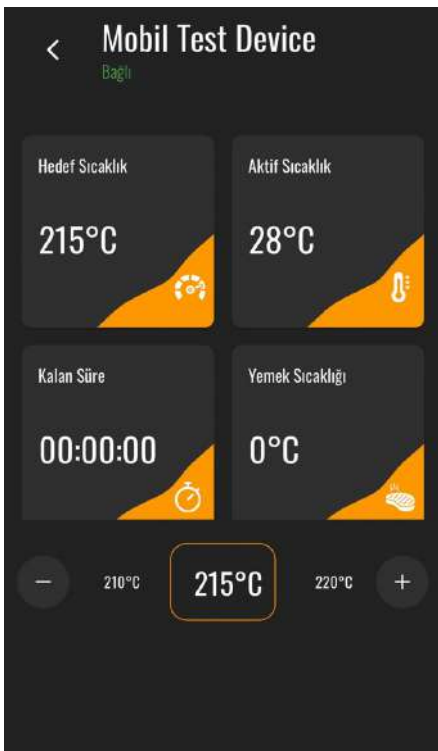 Mobil Test Device
Bağlı
Hedef Sıcaklık
215°C
Aktif Sıcaklık
28°C
Kalan Süre
00:00:00
Yemek Sıcaklığı
0°C
210°C
215°C
220°C